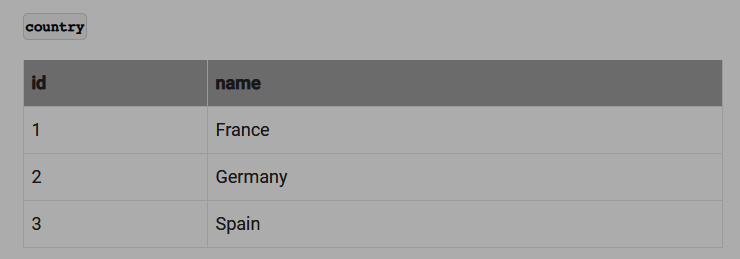 country
id name
1 France
2 Germany
3 Spain